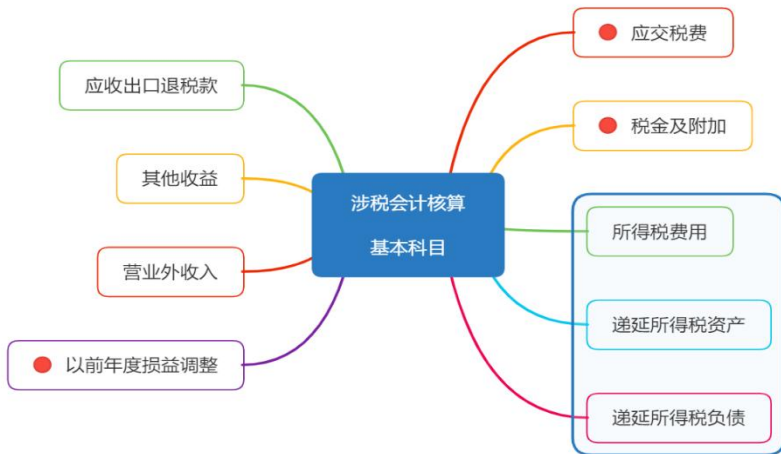 涉税会计核算
基本科目
应交税费
税金及附加
所得税费用
递延所得税资产
递延所得税负债
应收出口退税款
其他收益
营业外收入
以前年度损益调整